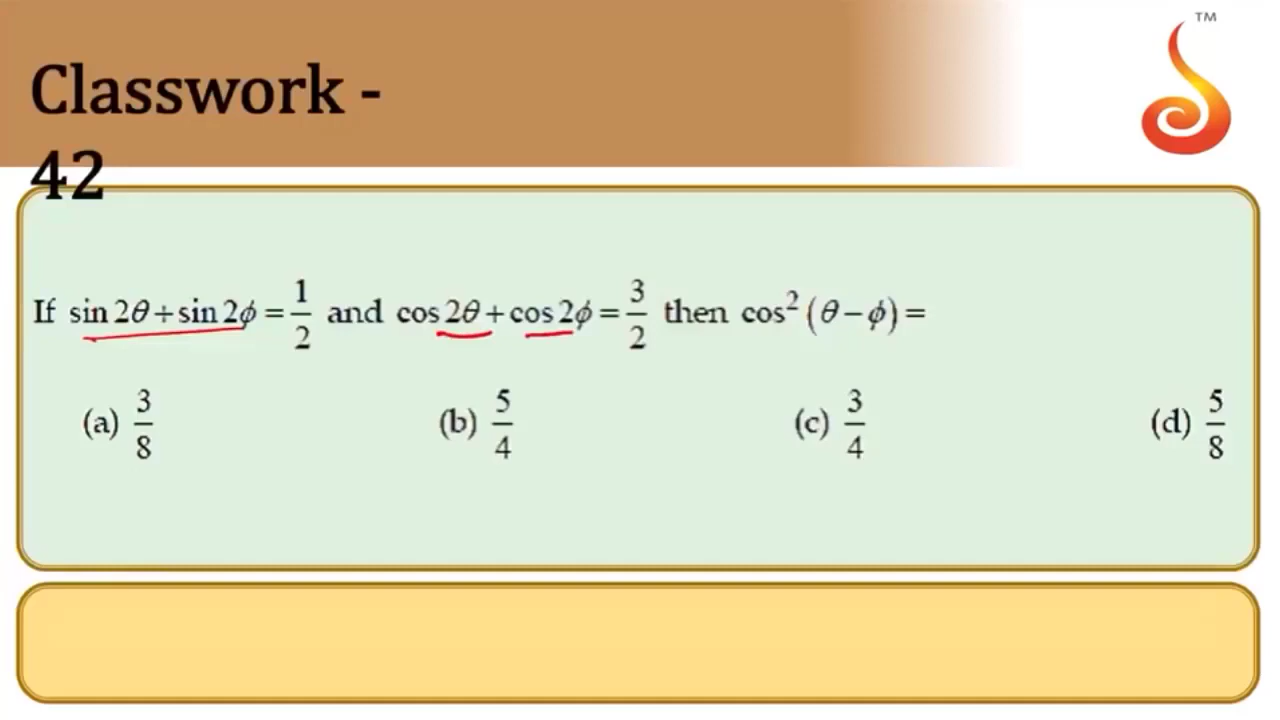 TM
Classwork -
42
If sin 2θ + sin 2ϕ = 1/2 and cos 2θ + cos 2ϕ = 3/2 then cos² (θ − ϕ) =
(a) 3/8 (b) 5/4 (c) 3/4 (d) 5/8